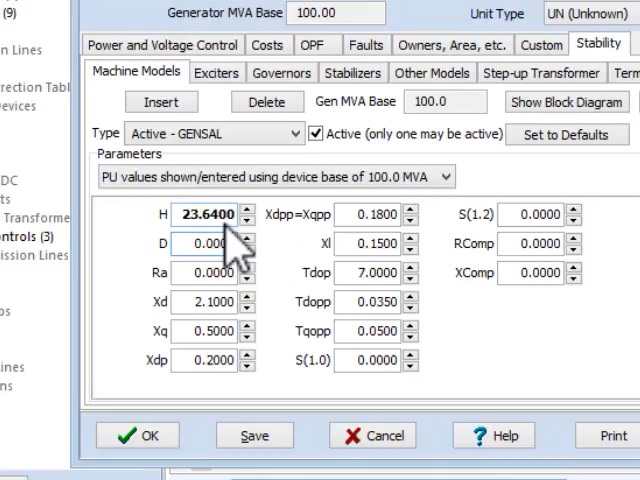 (9)
Generator MVA Base 100.00 Unit Type UN (Unknown)
Power and Voltage Control Costs OPF Faults Owners, Area, etc. Custom Stability
Machine Models Exciters Governors Stabilizers Other Models Step-up Transformer Term
Insert Delete Gen MVA Base 100.0 Show Block Diagram
Type Active - GENSAL Active (only one may be active) Set to Defaults
Parameters
PU values shown/entered using device base of 100.0 MVA
H 23.6400 Xdpp=Xqpp 0.1800 S(1.2) 0.0000
D 0.000 Xl 0.1500 RComp 0.0000
Ra 0.0000 Tdop 7.0000 XComp 0.0000
Xd 2.1000 Tdopp 0.0350
Xq 0.5000 Tqopp 0.0500
Xdp 0.2000 S(1.0) 0.0000
OK Save Cancel ? Help Print
n Lines
rrection Tabl
Devices
DC
ts
Transforme
ontrols (3)
mission Lines
os
ines
ns